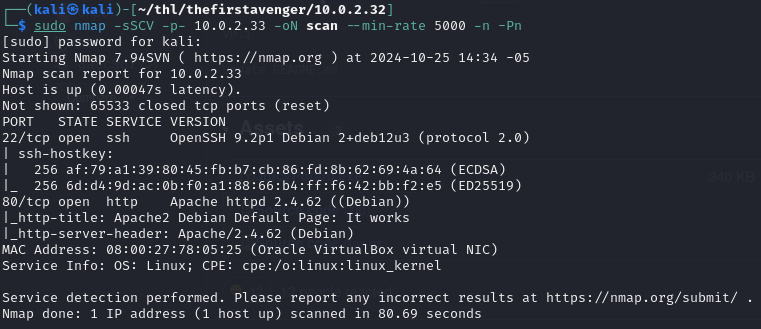 ┌──(kali㉿kali)-[~/thl/thefirstavenger/10.0.2.32]
└─$ sudo nmap -sSCV -p- 10.0.2.33 -oN scan --min-rate 5000 -n -Pn
[sudo] password for kali:
Starting Nmap 7.94SVN ( https://nmap.org ) at 2024-10-25 14:34 -05
Nmap scan report for 10.0.2.33
Host is up (0.00047s latency).
Not shown: 65533 closed tcp ports (reset)
PORT   STATE SERVICE VERSION
22/tcp open  ssh     OpenSSH 9.2p1 Debian 2+deb12u3 (protocol 2.0)
| ssh-hostkey:
|   256 af:79:a1:39:80:45:fb:b7:cb:86:fd:8b:62:69:4a:64 (ECDSA)
|_  256 6d:d4:9d:ac:0b:f0:a1:88:66:b4:ff:f6:42:bb:f2:e5 (ED25519)
80/tcp open  http    Apache httpd 2.4.62 ((Debian))
|_http-title: Apache2 Debian Default Page: It works
|_http-server-header: Apache/2.4.62 (Debian)
MAC Address: 08:00:27:78:05:25 (Oracle VirtualBox virtual NIC)
Service Info: OS: Linux; CPE: cpe:/o:linux:linux_kernel

Service detection performed. Please report any incorrect results at https://nmap.org/submit/ .
Nmap done: 1 IP address (1 host up) scanned in 80.69 seconds
Assets